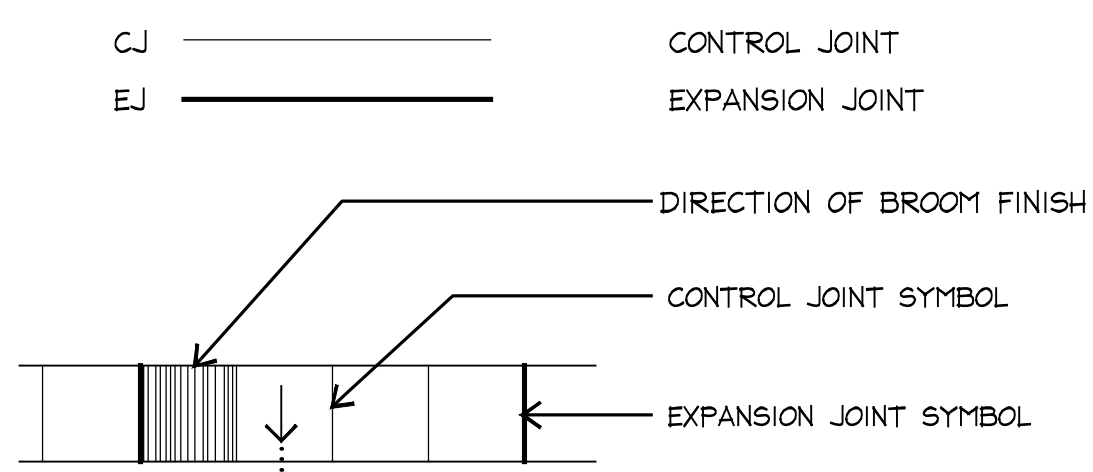 CJ CONTROL JOINT
EJ EXPANSION JOINT
DIRECTION OF BROOM FINISH
CONTROL JOINT SYMBOL
EXPANSION JOINT SYMBOL